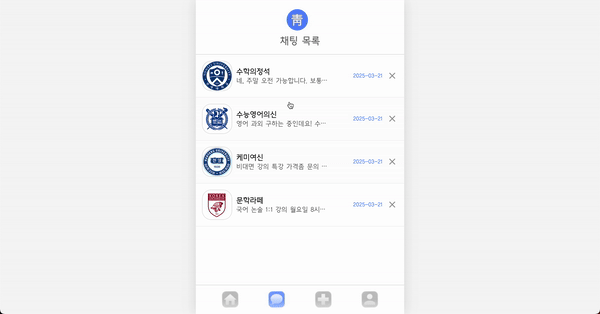 靑
채팅 목록
수학의정석
네, 주말 오전 가능합니다. 보통…
2025-03-21
수능영어의신
영어 과외 구하는 중인데요! 수…
2025-03-21
케미여신
비대면 강의 특강 가격좀 문의 …
2025-03-21
문학라떼
국어 논술 1:1 강의 월요일 8시…
2025-03-21